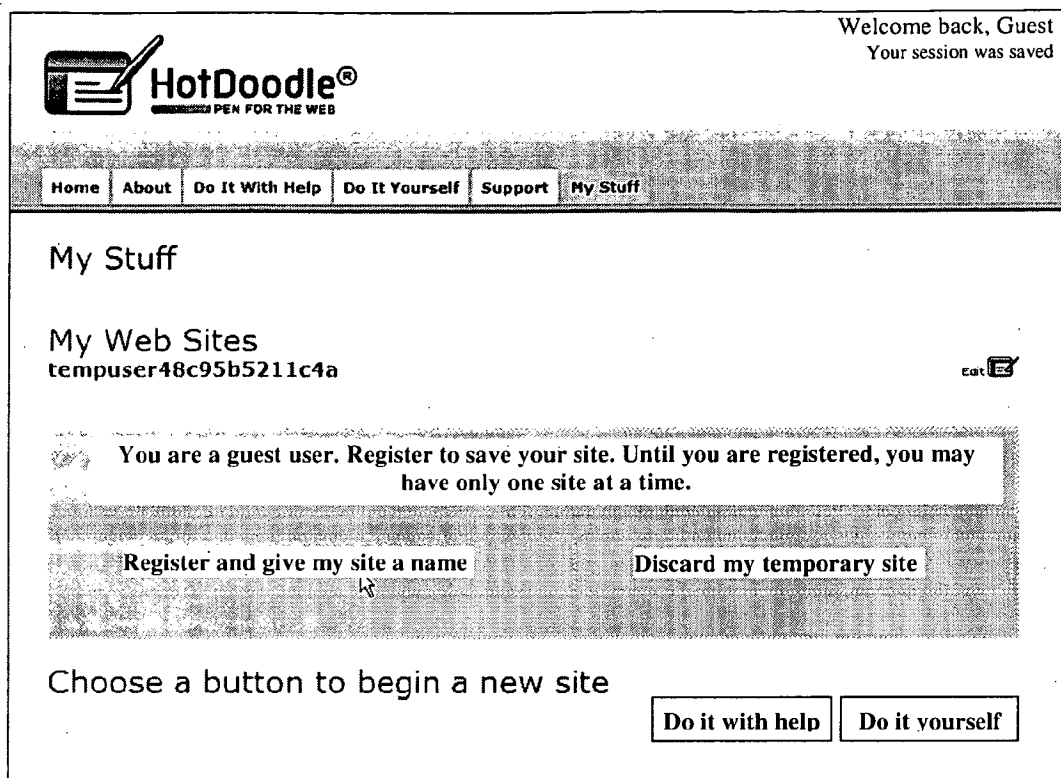 Welcome back, Guest
Your session was saved
HotDoodle®
PEN FOR THE WEB
Home About Do It With Help Do It Yourself Support My Stuff
My Stuff
My Web Sites
tempuser48c95b5211c4a
Edit
You are a guest user. Register to save your site. Until you are registered, you may
have only one site at a time.
Register and give my site a name Discard my temporary site
Choose a button to begin a new site
Do it with help Do it yourself